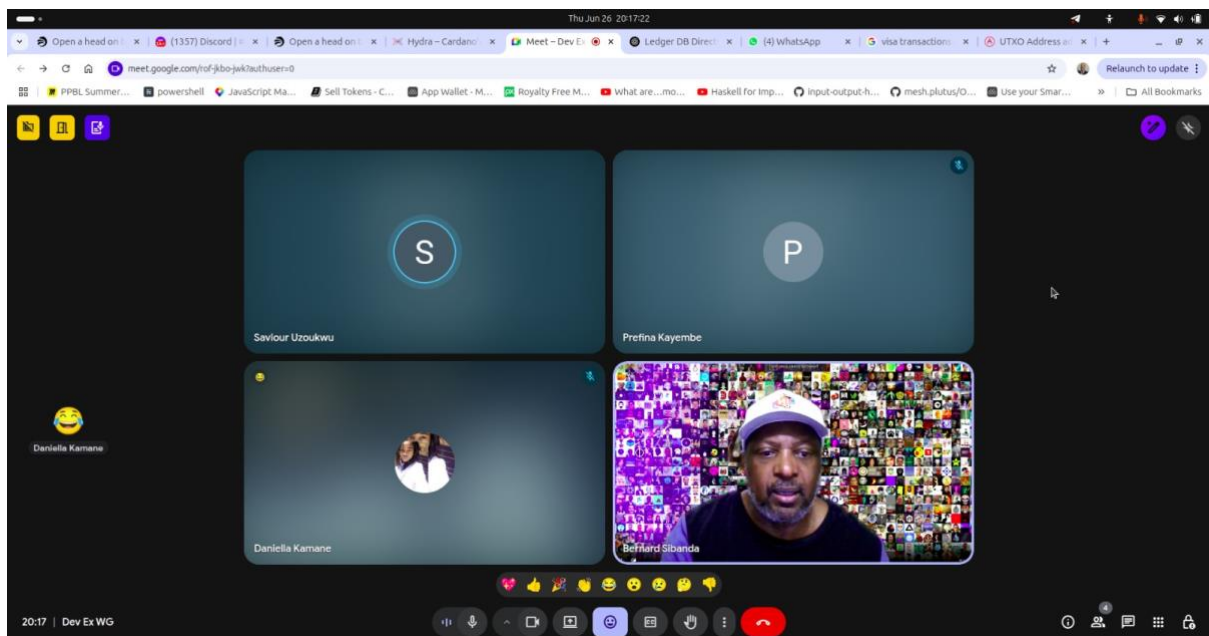 Thu Jun 26 20:17:22
Open a head on
(1357) Discord |
Open a head on
Hydra – Cardano's
Meet – Dev Ex
Ledger DB Direct
(4) WhatsApp
visa transactions
UTXO Address
meet.google.com/rof-jkbo-jwk?authuser=0
Relaunch to update
PPBL Summer...
powershell
JavaScript Ma...
Sell Tokens - C...
App Wallet - M...
Royalty Free M...
What are...mo...
Haskell for Imp...
input-output-h...
mesh.plutus/O...
Use your Smar...
»
All Bookmarks
S
P
Saviour Uzoukwu
Prefina Kayembe
Daniella Kamane
Daniella Kamane
Bernard Sibanda
20:17 | Dev Ex WG
4